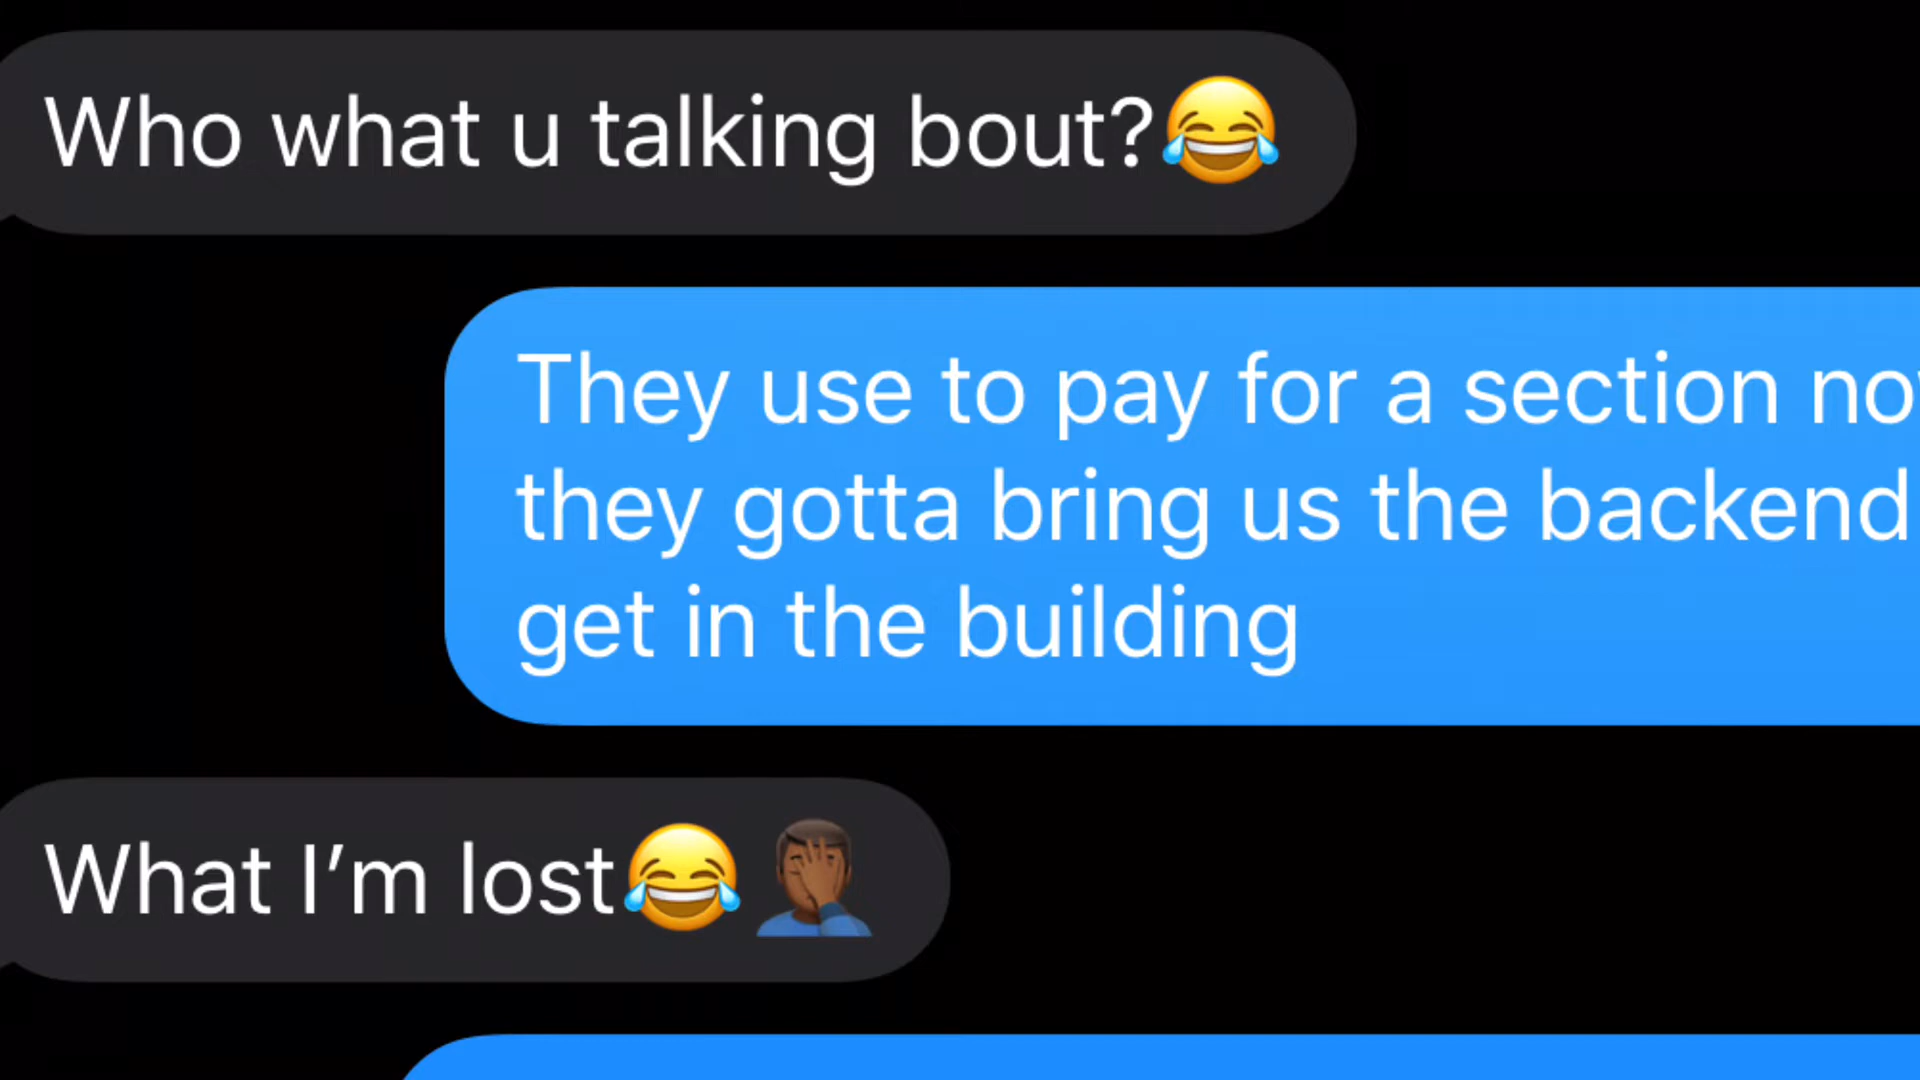 Who what u talking bout?😂
They use to pay for a section
they gotta bring us the backend
get in the building
What I’m lost😂🤦🏾‍♂️